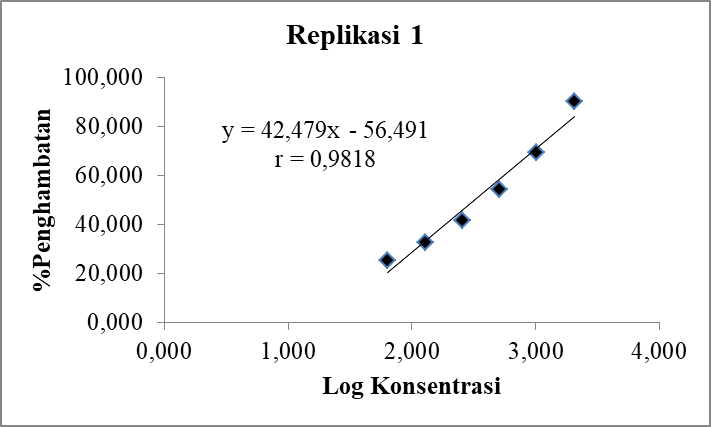 Replikasi 1
100,000
80,000
60,000
40,000
20,000
0,000
%Penghambatan
y = 42,479x - 56,491
r = 0,9818
0,000 1,000 2,000 3,000 4,000
Log Konsentrasi